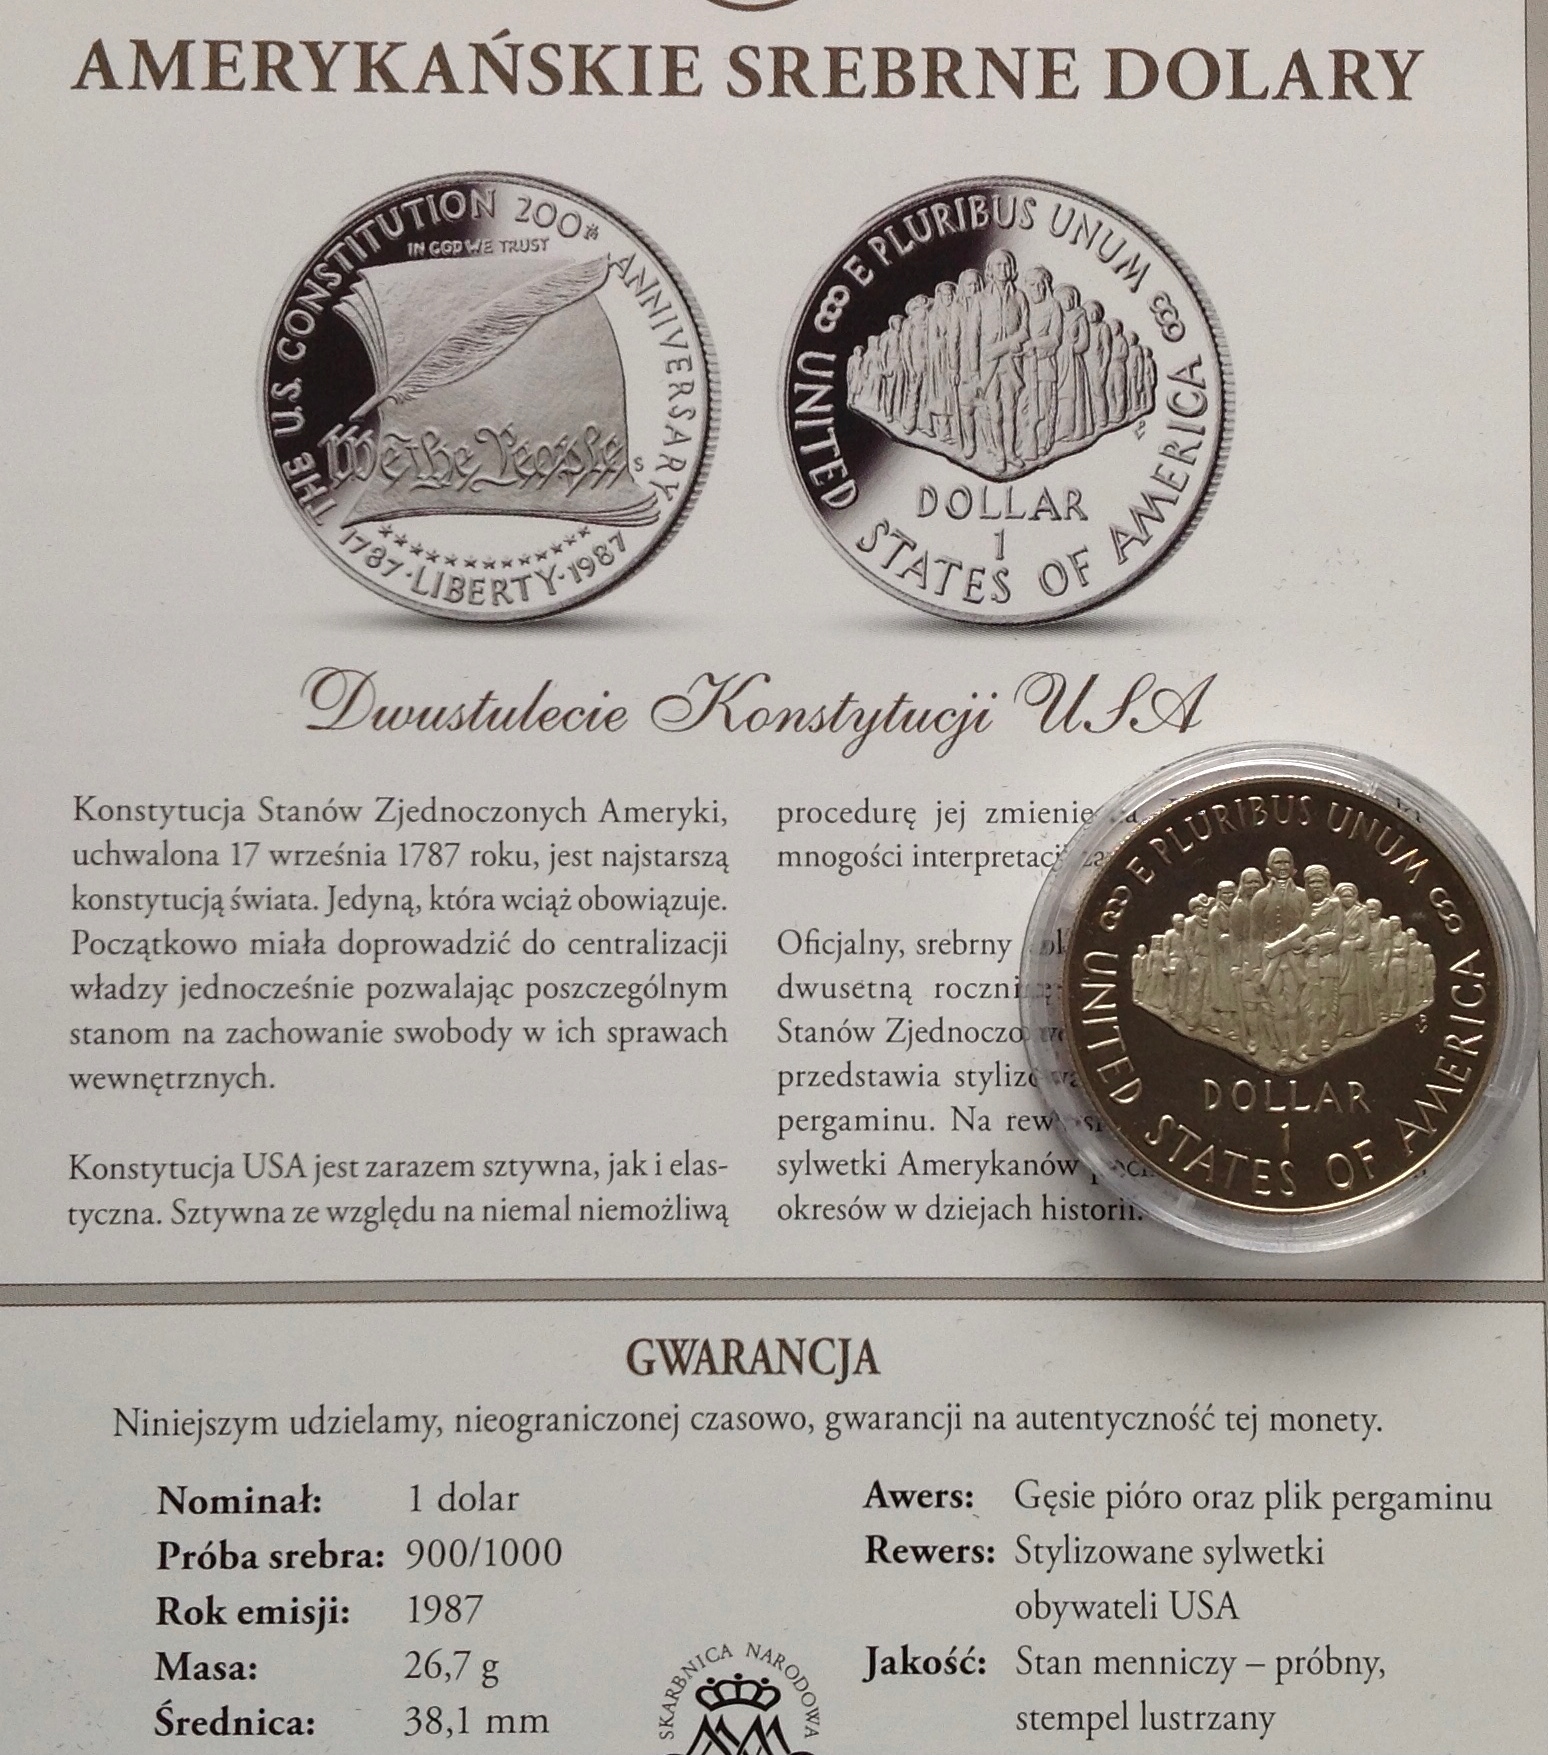 AMERYKAŃSKIE SREBRNE DOLARY
THE U.S. CONSTITUTION 200TH ANNIVERSARY
IN GOD WE TRUST
We the People
S
1787·LIBERTY·1987
E PLURIBUS UNUM
UNITED STATES OF AMERICA
DOLLAR
1
Dwustulecie Konstytucji USA
Konstytucja Stanów Zjednoczonych Ameryki,
uchwalona 17 września 1787 roku, jest najstarszą
konstytucją świata. Jedyną, która wciąż obowiązuje.
Początkowo miała doprowadzić do centralizacji
władzy jednocześnie pozwalając poszczególnym
stanom na zachowanie swobody w ich sprawach
wewnętrznych.
Konstytucja USA jest zarazem sztywna, jak i elas-
tyczna. Sztywna ze względu na niemal niemożliwą
procedurę jej
mnogości interpretacji
Oficjalny, srebrny
dwusetną
Stanów
przedstawia
pergaminu. Na
sylwetki Amerykanów
okresów w dziejach historii.
E PLURIBUS UNUM
UNITED STATES OF AMERICA
DOLLAR
1
GWARANCJA
Niniejszym udzielamy, nieograniczonej czasowo, gwarancji na autentyczność tej monety.
Nominał: 1 dolar
Próba srebra: 900/1000
Rok emisji: 1987
Masa: 26,7 g
Średnica: 38,1 mm
SKARBNICA NARODOWA
Awers: Gęsie pióro oraz plik pergaminu
Rewers: Stylizowane sylwetki
obywateli USA
Jakość: Stan menniczy – próbny,
stempel lustrzany